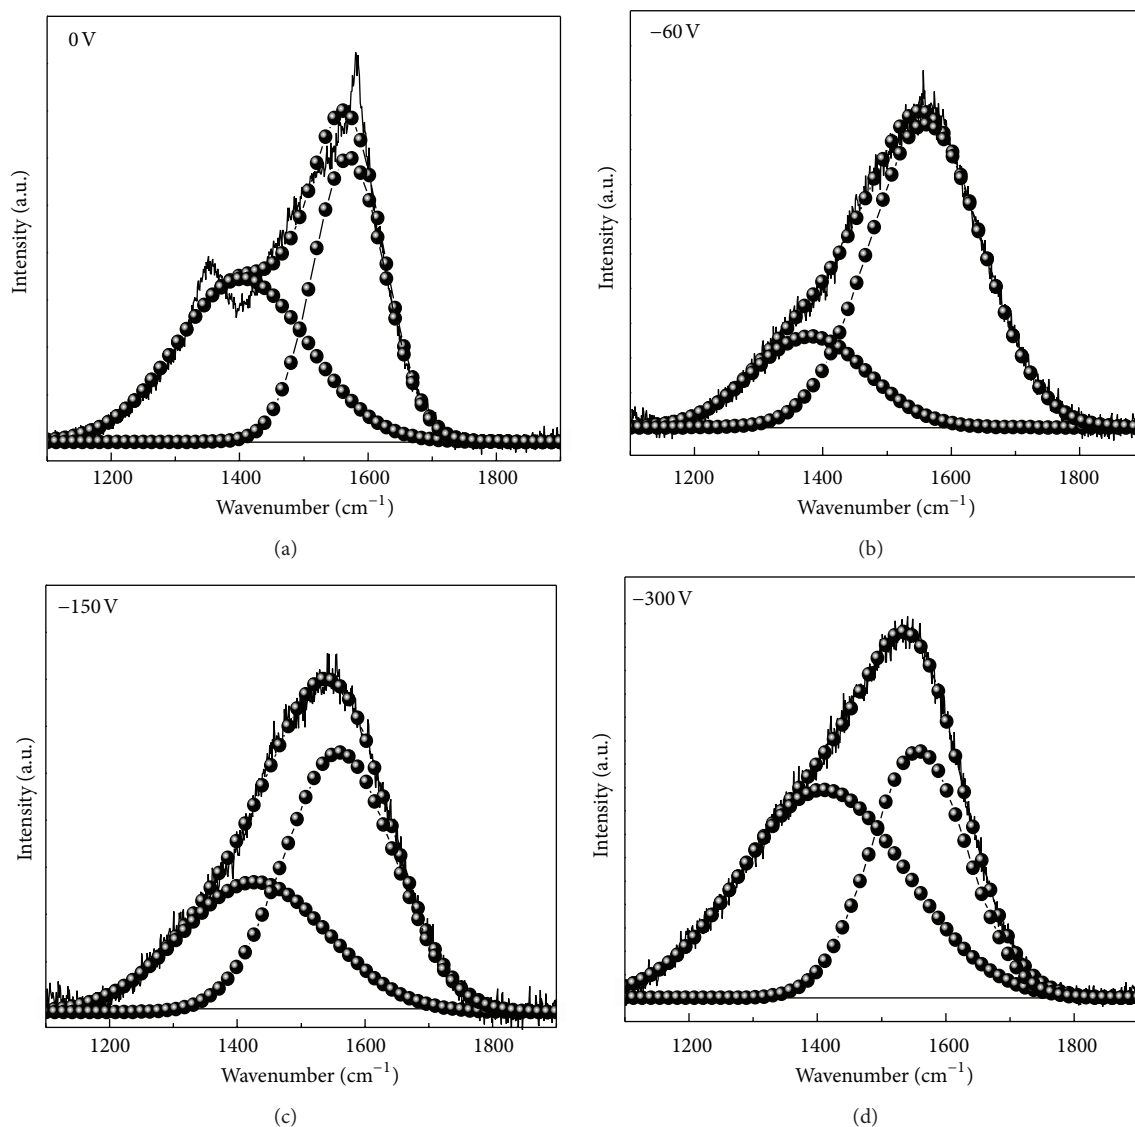 0 V
Intensity (a.u.)
1200 1400 1600 1800
Wavenumber (cm⁻¹)
(a)
−60 V
Intensity (a.u.)
1200 1400 1600 1800
Wavenumber (cm⁻¹)
(b)
−150 V
Intensity (a.u.)
1200 1400 1600 1800
Wavenumber (cm⁻¹)
(c)
−300 V
Intensity (a.u.)
1200 1400 1600 1800
Wavenumber (cm⁻¹)
(d)